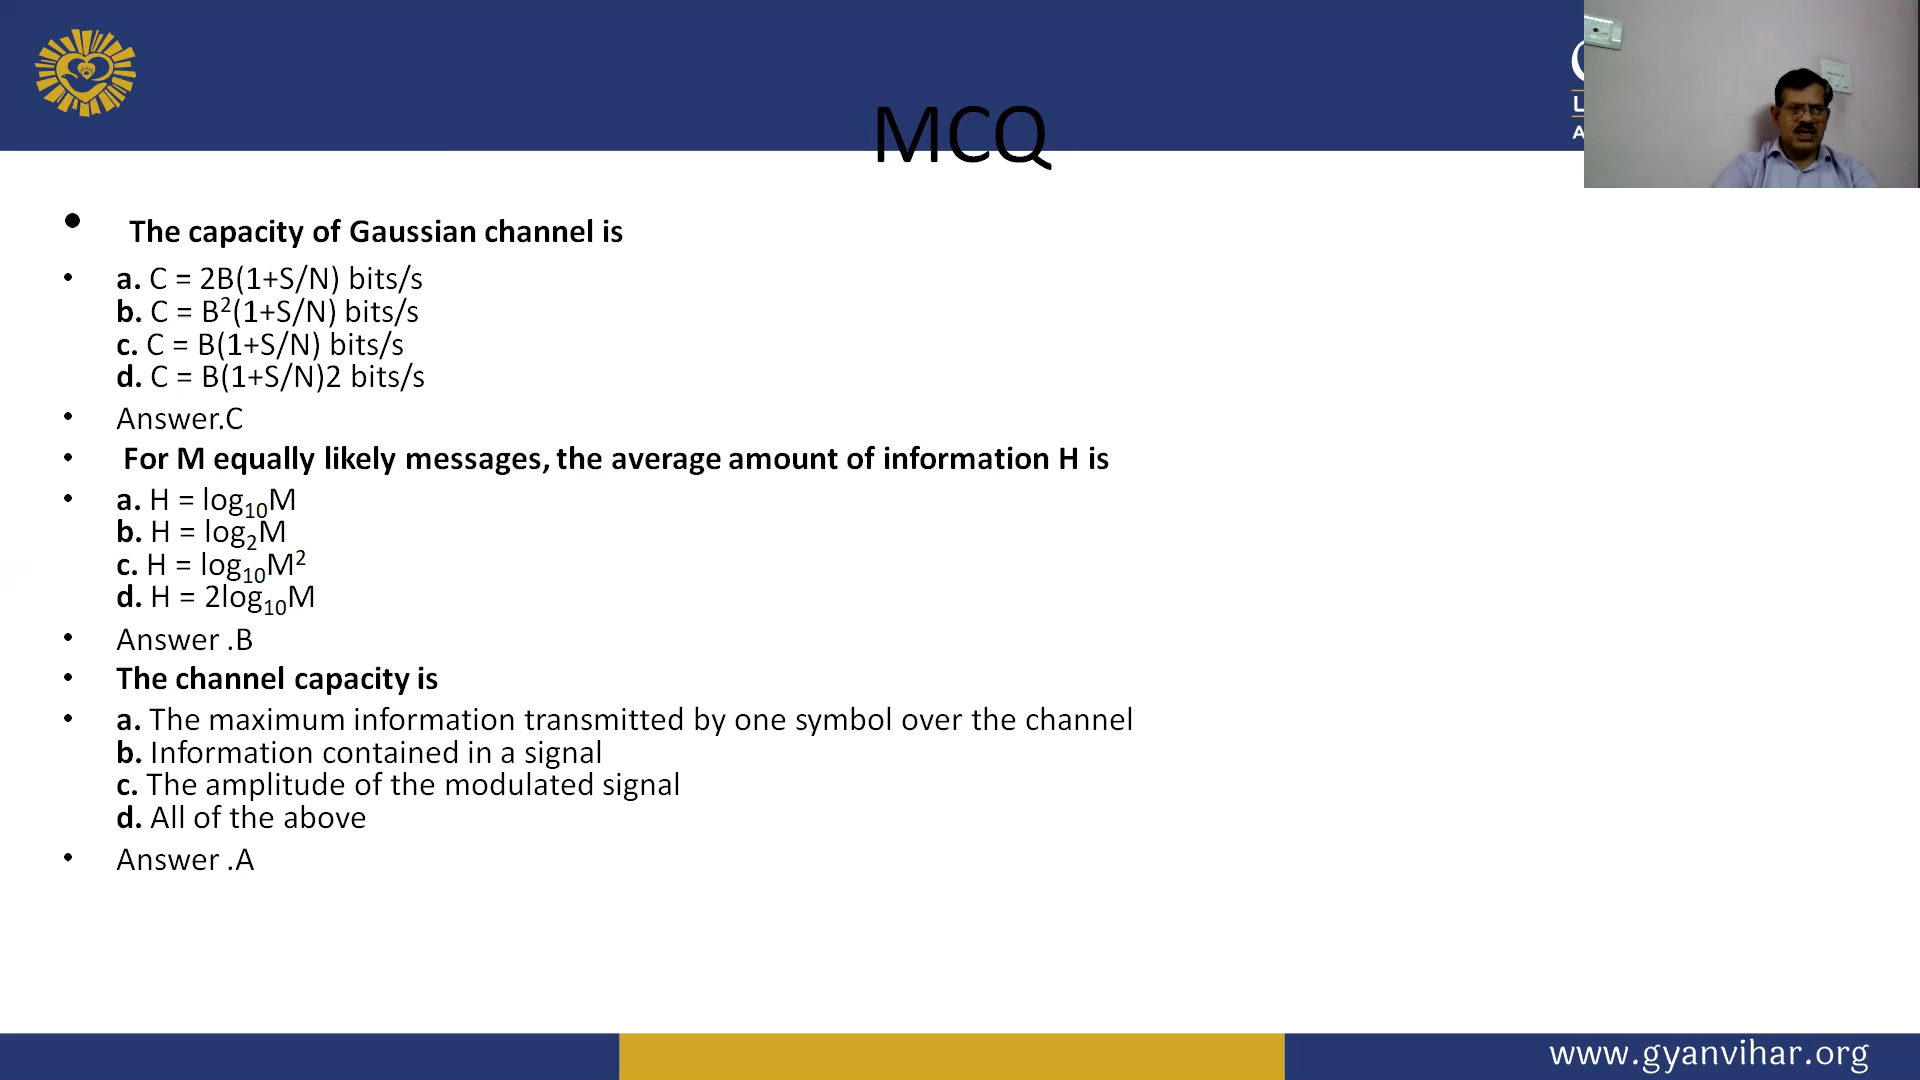 MCQ
L
A
• The capacity of Gaussian channel is
• a. C = 2B(1+S/N) bits/s
b. C = B²(1+S/N) bits/s
c. C = B(1+S/N) bits/s
d. C = B(1+S/N)2 bits/s
• Answer.C
• For M equally likely messages, the average amount of information H is
• a. H = log₁₀M
b. H = log₂M
c. H = log₁₀M²
d. H = 2log₁₀M
• Answer .B
• The channel capacity is
• a. The maximum information transmitted by one symbol over the channel
b. Information contained in a signal
c. The amplitude of the modulated signal
d. All of the above
• Answer .A
www.gyanvihar.org